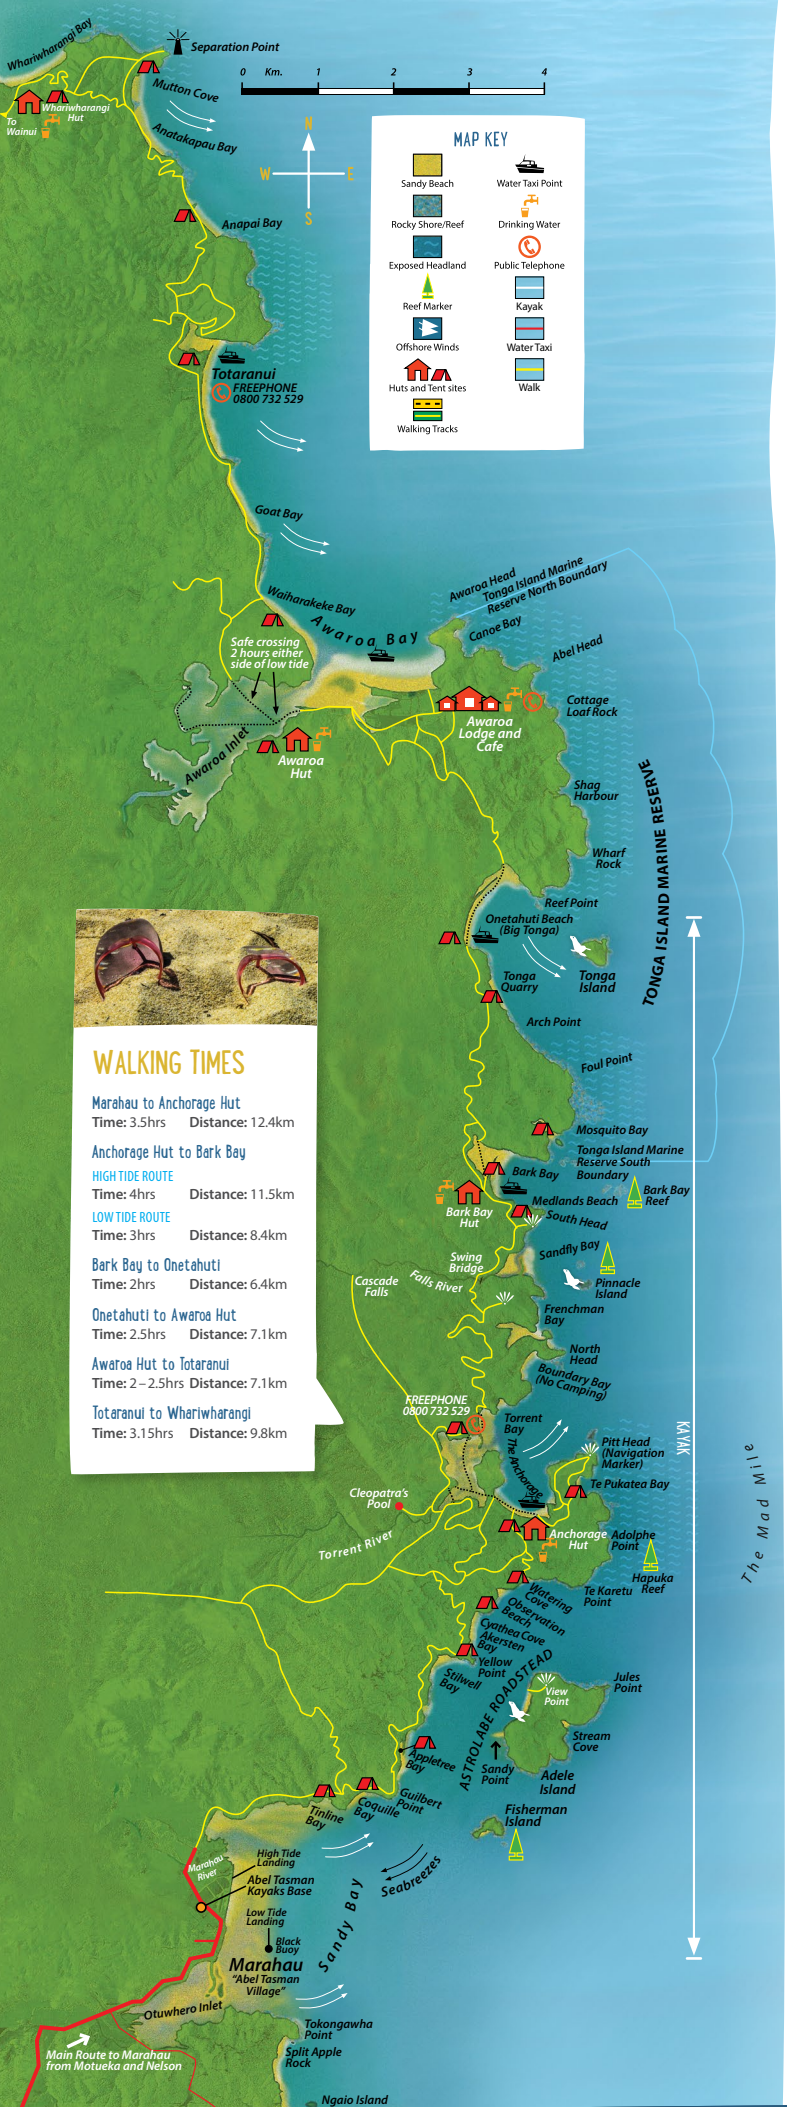 Whariwharangi Bay
Separation Point
0 Km. 1 2 3 4
Mutton Cove
Whariwharangi
Hut
To
Wainui
Anatakapau Bay
N
W E
S
Anapai Bay
MAP KEY
Sandy Beach
Water Taxi Point
Rocky Shore/Reef
Drinking Water
Exposed Headland
Public Telephone
Reef Marker
Kayak
Offshore Winds
Water Taxi
Huts and Tent sites
Walk
Walking Tracks
Totaranui
FREEPHONE
0800 732 529
Goat Bay
Awaroa Head
Tonga Island Marine
Reserve North Boundary
Waiharakeke Bay
Awaroa Bay
Canoe Bay
Abel Head
Safe crossing
2 hours either
side of low tide
Cottage
Loaf Rock
Awaroa
Lodge and
Cafe
Awaroa Inlet
Awaroa
Hut
Shag
Harbour
TONGA ISLAND MARINE RESERVE
Wharf
Rock
Reef Point
Onetahuti Beach
(Big Tonga)
Tonga
Island
Tonga
Quarry
Arch Point
Foul Point
WALKING TIMES
Marahau to Anchorage Hut
Time: 3.5hrs Distance: 12.4km
Anchorage Hut to Bark Bay
HIGH TIDE ROUTE
Time: 4hrs Distance: 11.5km
LOW TIDE ROUTE
Time: 3hrs Distance: 8.4km
Bark Bay to Onetahuti
Time: 2hrs Distance: 6.4km
Onetahuti to Awaroa Hut
Time: 2.5hrs Distance: 7.1km
Awaroa Hut to Totaranui
Time: 2–2.5hrs Distance: 7.1km
Totaranui to Whariwharangi
Time: 3.15hrs Distance: 9.8km
Mosquito Bay
Tonga Island Marine
Reserve South
Boundary
Bark Bay
Bark Bay
Reef
Medlands Beach
Bark Bay
Hut
South Head
Sandfly Bay
Swing
Bridge
Falls River
Cascade
Falls
Pinnacle
Island
Frenchman
Bay
North
Head
Boundary Bay
(No Camping)
FREEPHONE
0800 732 529
Torrent
Bay
The Anchorage
Pitt Head
(Navigation
Marker)
KAYAK
The Mad Mile
Te Pukatea Bay
Cleopatra's
Pool
Torrent River
Anchorage
Hut
Adolphe
Point
Hapuka
Reef
Te Karetu
Point
Watering
Cove
Observation
Beach
Cyathea Cove
Akersten
Bay
Yellow
Point
Stilwell
Bay
ASTROLABE ROADSTEAD
View
Point
Jules
Point
Stream
Cove
Sandy
Point
Adele
Island
Appletree
Bay
Guilbert
Point
Coquille
Bay
Tinline
Bay
Fisherman
Island
Marahau
River
High Tide
Landing
Abel Tasman
Kayaks Base
Seabreezes
Low Tide
Landing
Black
Buoy
Sandy Bay
Marahau
"Abel Tasman
Village"
Otuwhero Inlet
Tokongawha
Point
Main Route to Marahau
from Motueka and Nelson
Split Apple
Rock
Ngaio Island